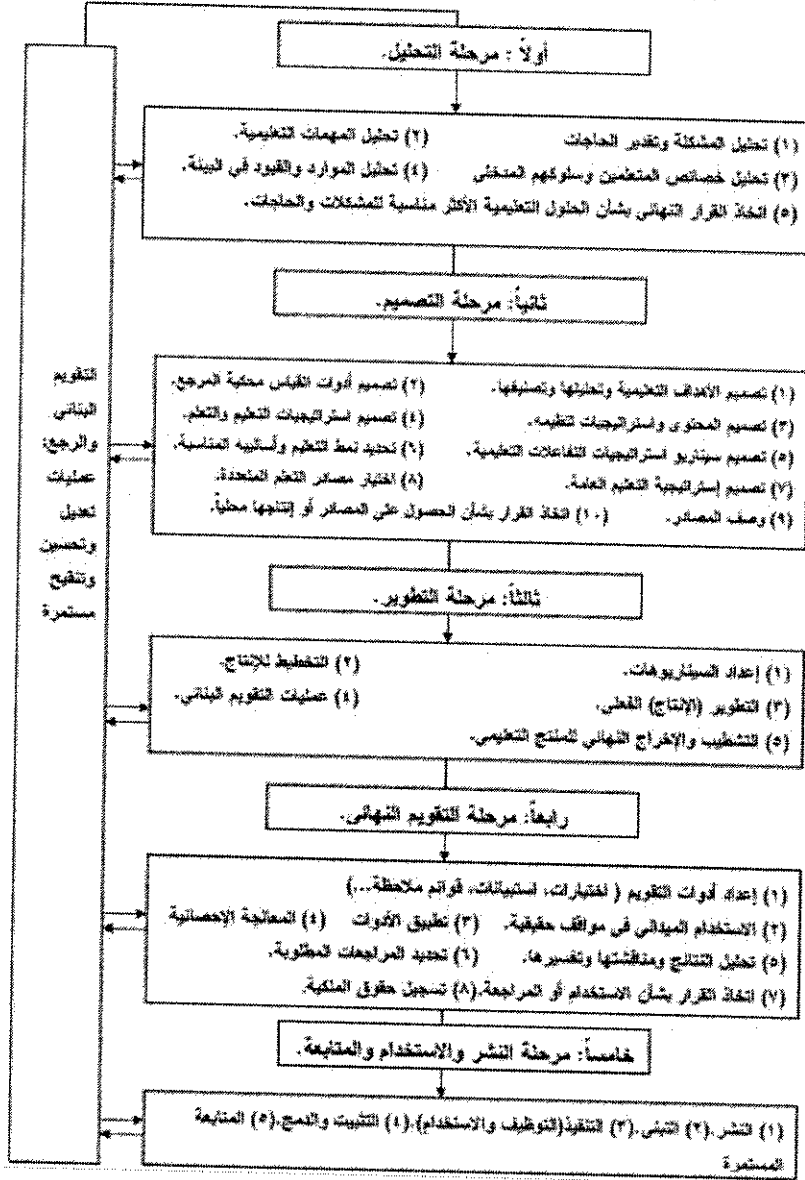 أولاً : مرحلة التحليل.
(١) تحليل المشكلة وتقدير الحاجات (٢) تحليل المهمات التعليمية.
(٣) تحليل خصائص المتعلمين وسلوكهم المدخلي (٤) تحليل الموارد والقيود في البيئة.
(٥) اتخاذ القرار النهائي بشأن الحلول التعليمية الأكثر مناسبة للمشكلات والحاجات.
ثانياً: مرحلة التصميم.
(١) تصميم الأهداف التعليمية وتحليلها وتصنيفها. (٢) تصميم أدوات القياس محكية المرجع.
(٣) تصميم المحتوى واستراتيجيات تنظيمه. (٤) تصميم استراتيجيات التعليم والتعلم.
(٥) تصميم سيناريو استراتيجيات التفاعلات التعليمية. (٦) تحديد نمط التعليم وأساليبه المناسبة.
(٧) تصميم إستراتيجية التعليم العامة. (٨) اختيار مصادر التعلم المتعددة.
(٩) وصف المصادر. (١٠) اتخاذ القرار بشأن الحصول علي المصادر أو إنتاجها محلياً.
ثالثاً: مرحلة التطوير.
(١) إعداد السيناريوهات. (٢) التخطيط للإنتاج.
(٣) التطوير (الإنتاج) الفعلي. (٤) عمليات التقويم البنائي.
(٥) التشطيب والإخراج النهائي للمنتج التعليمي.
رابعاً: مرحلة التقويم النهائي.
(١) إعداد أدوات التقويم ( اختبارات، استبيانات، قوائم ملاحظة...)
(٢) الاستخدام الميداني في مواقف حقيقية. (٣) تطبيق الأدوات (٤) المعالجة الإحصائية
(٥) تحليل النتائج ومناقشتها وتفسيرها. (٦) تحديد المراجعات المطلوبة.
(٧) اتخاذ القرار بشأن الاستخدام أو المراجعة.(٨) تسجيل حقوق الملكية
خامساً: مرحلة النشر والاستخدام والمتابعة.
(١) النشر.(٢) التبني.(٣) التنفيذ(التوظيف والاستخدام).(٤) التثبيت والدمج.(٥) المتابعة
المستمرة
التقويم
البنائي
والرجع،
عمليات
تعديل
وتحسين
وتنقيح
مستمرة